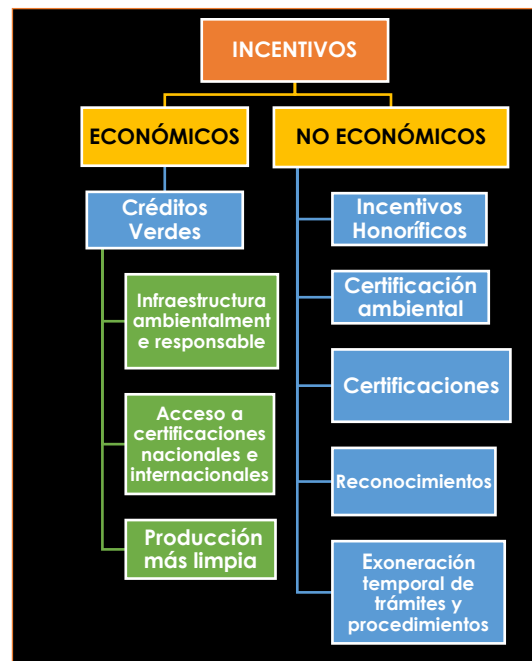 INCENTIVOS
ECONÓMICOS
NO ECONÓMICOS
Créditos
Verdes
Infraestructura
ambientalment
e responsable
Acceso a
certificaciones
nacionales e
internacionales
Producción
más limpia
Incentivos
Honoríficos
Certificación
ambiental
Certificaciones
Reconocimientos
Exoneración
temporal de
trámites y
procedimientos